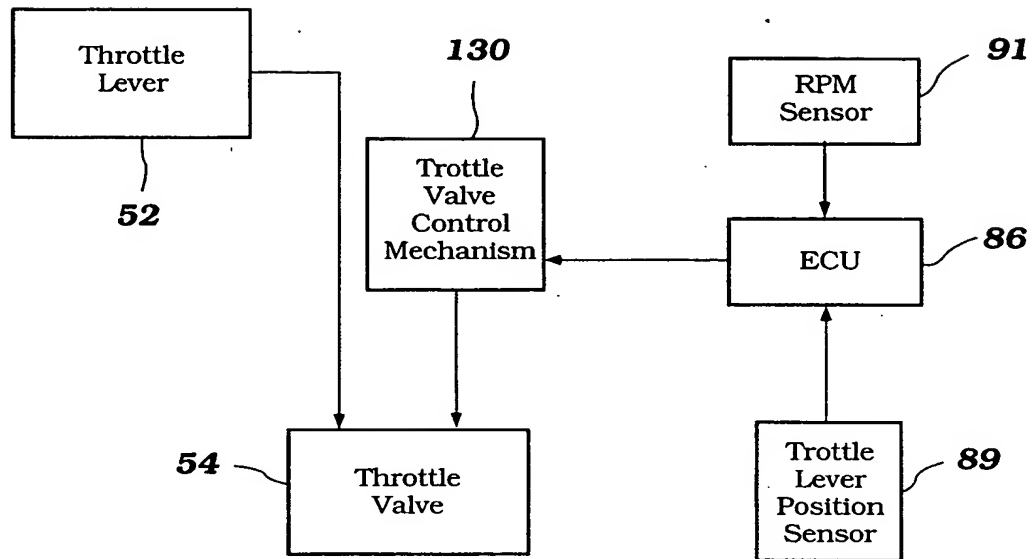 Throttle
Lever
52
130
Trottle
Valve
Control
Mechanism
91
RPM
Sensor
86
ECU
54
Throttle
Valve
89
Trottle
Lever
Position
Sensor